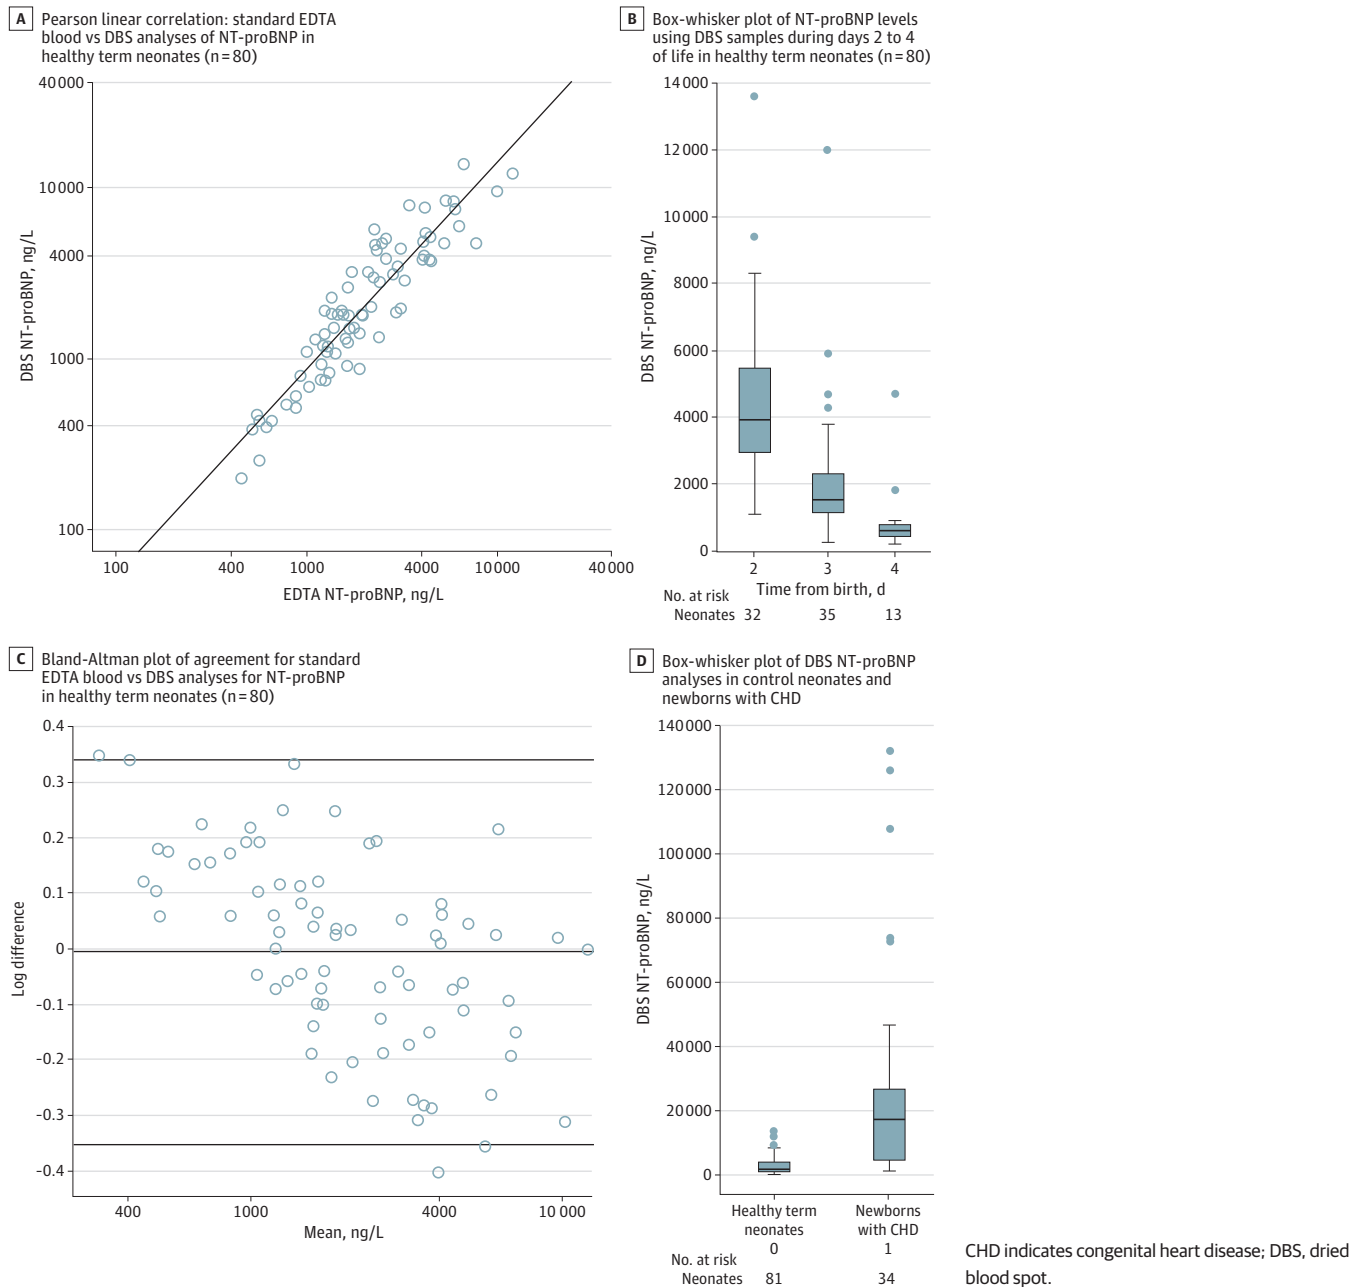 A Pearson linear correlation: standard EDTA
blood vs DBS analyses of NT-proBNP in
healthy term neonates (n=80)
40000
10000
4000
1000
400
100
DBS NT-proBNP, ng/L
100 400 1000 4000 10000 40000
EDTA NT-proBNP, ng/L
B Box-whisker plot of NT-proBNP levels
using DBS samples during days 2 to 4
of life in healthy term neonates (n=80)
14000
12000
10000
8000
6000
4000
2000
0
DBS NT-proBNP, ng/L
2 3 4
Time from birth, d
No. at risk
Neonates 32 35 13
C Bland-Altman plot of agreement for standard
EDTA blood vs DBS analyses for NT-proBNP
in healthy term neonates (n=80)
0.4
0.3
0.2
0.1
0
-0.1
-0.2
-0.3
-0.4
Log difference
400 1000 4000 10000
Mean, ng/L
D Box-whisker plot of DBS NT-proBNP
analyses in control neonates and
newborns with CHD
140000
120000
100000
80000
60000
40000
20000
0
DBS NT-proBNP, ng/L
Healthy term neonates
Newborns with CHD
0 1
No. at risk
Neonates 81 34
CHD indicates congenital heart disease; DBS, dried
blood spot.